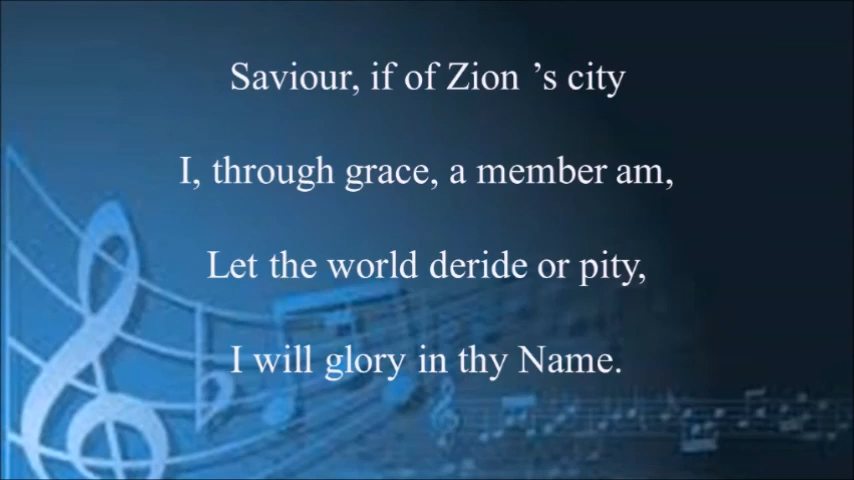 Saviour, if of Zion ’s city
I, through grace, a member am,
Let the world deride or pity,
I will glory in thy Name.